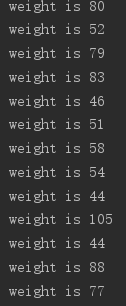 weight is 80
weight is 52
weight is 79
weight is 83
weight is 46
weight is 51
weight is 58
weight is 54
weight is 44
weight is 105
weight is 44
weight is 88
weight is 77